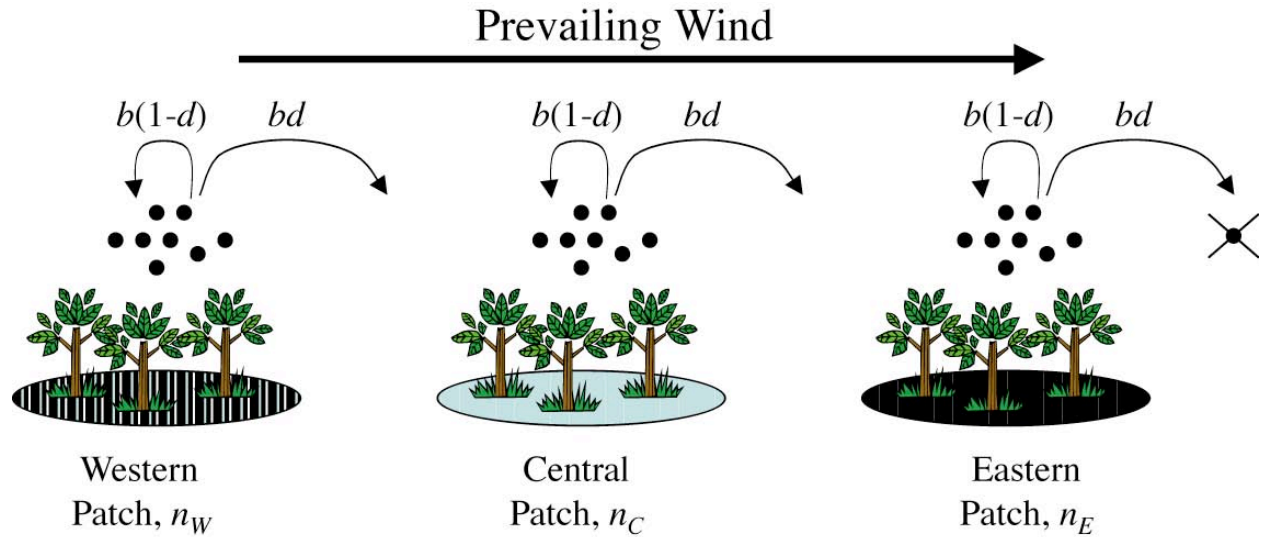 Prevailing Wind
b(1-d) bd b(1-d) bd b(1-d) bd
Western Central Eastern
Patch, n_W Patch, n_C Patch, n_E